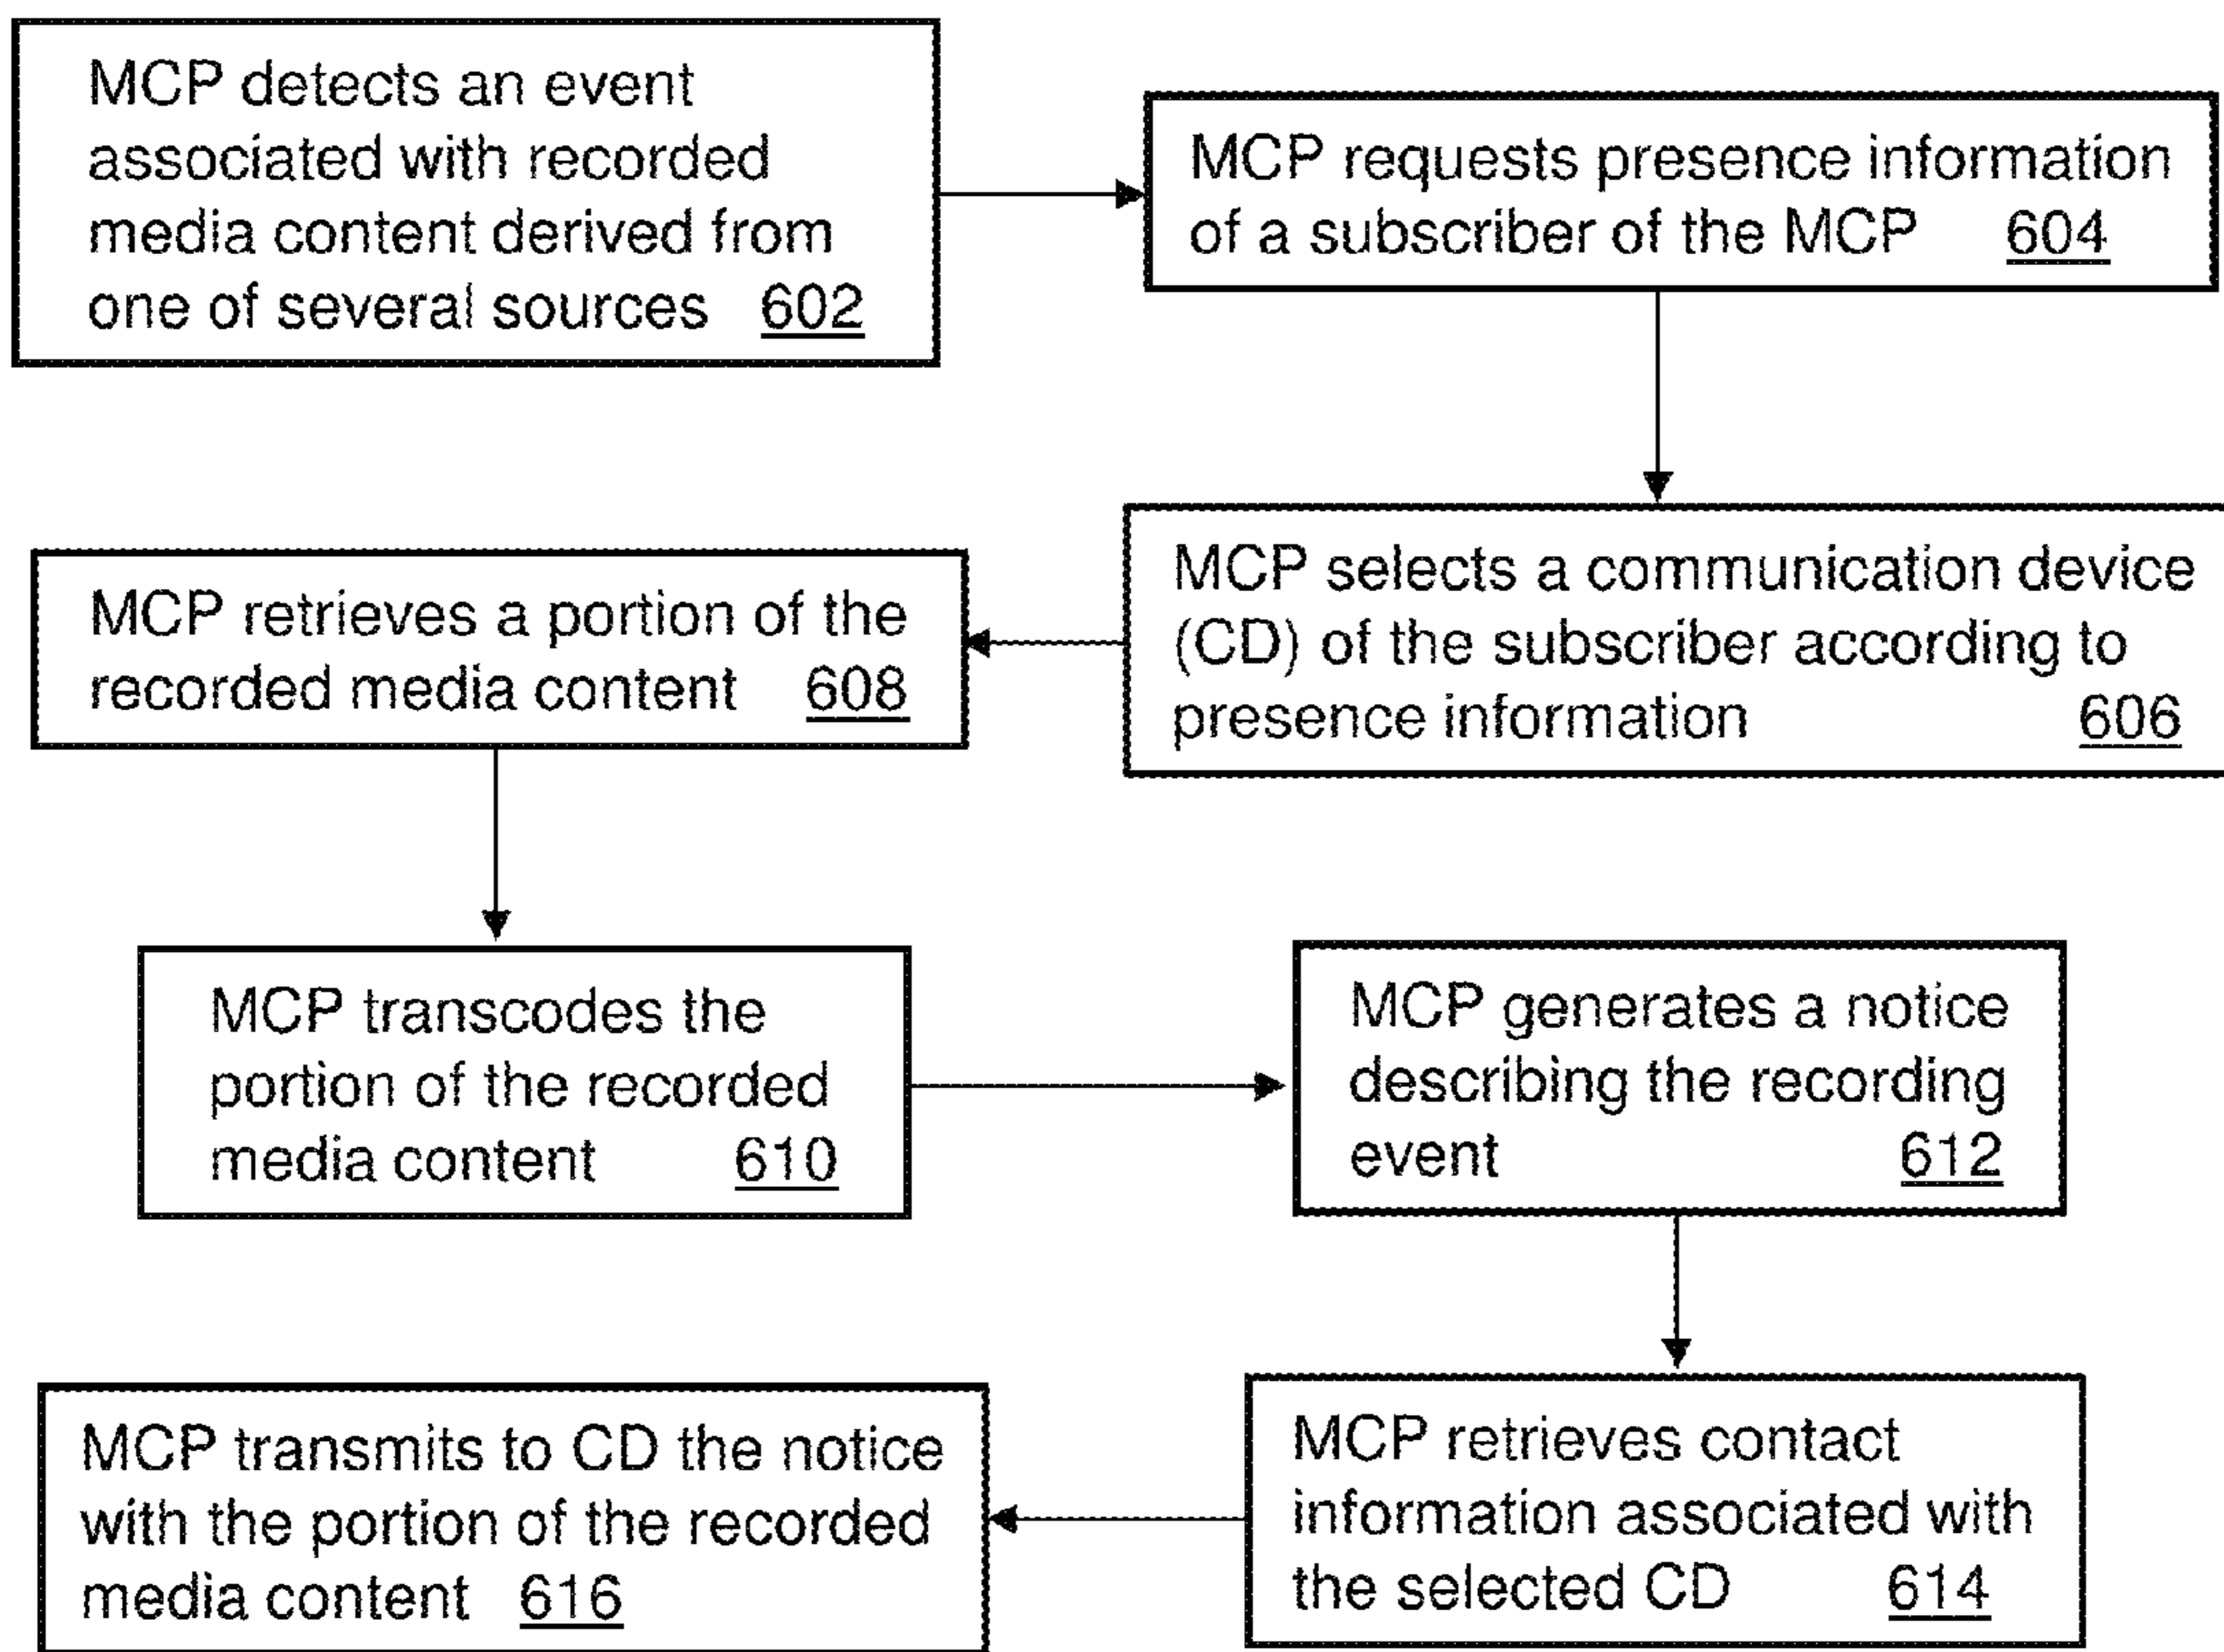 MCP detects an event
associated with recorded
media content derived from
one of several sources 602
MCP requests presence information
of a subscriber of the MCP 604
MCP selects a communication device
(CD) of the subscriber according to
presence information 606
MCP retrieves a portion of the
recorded media content 608
MCP transcodes the
portion of the recorded
media content 610
MCP generates a notice
describing the recording
event 612
MCP retrieves contact
information associated with
the selected CD 614
MCP transmits to CD the notice
with the portion of the recorded
media content 616